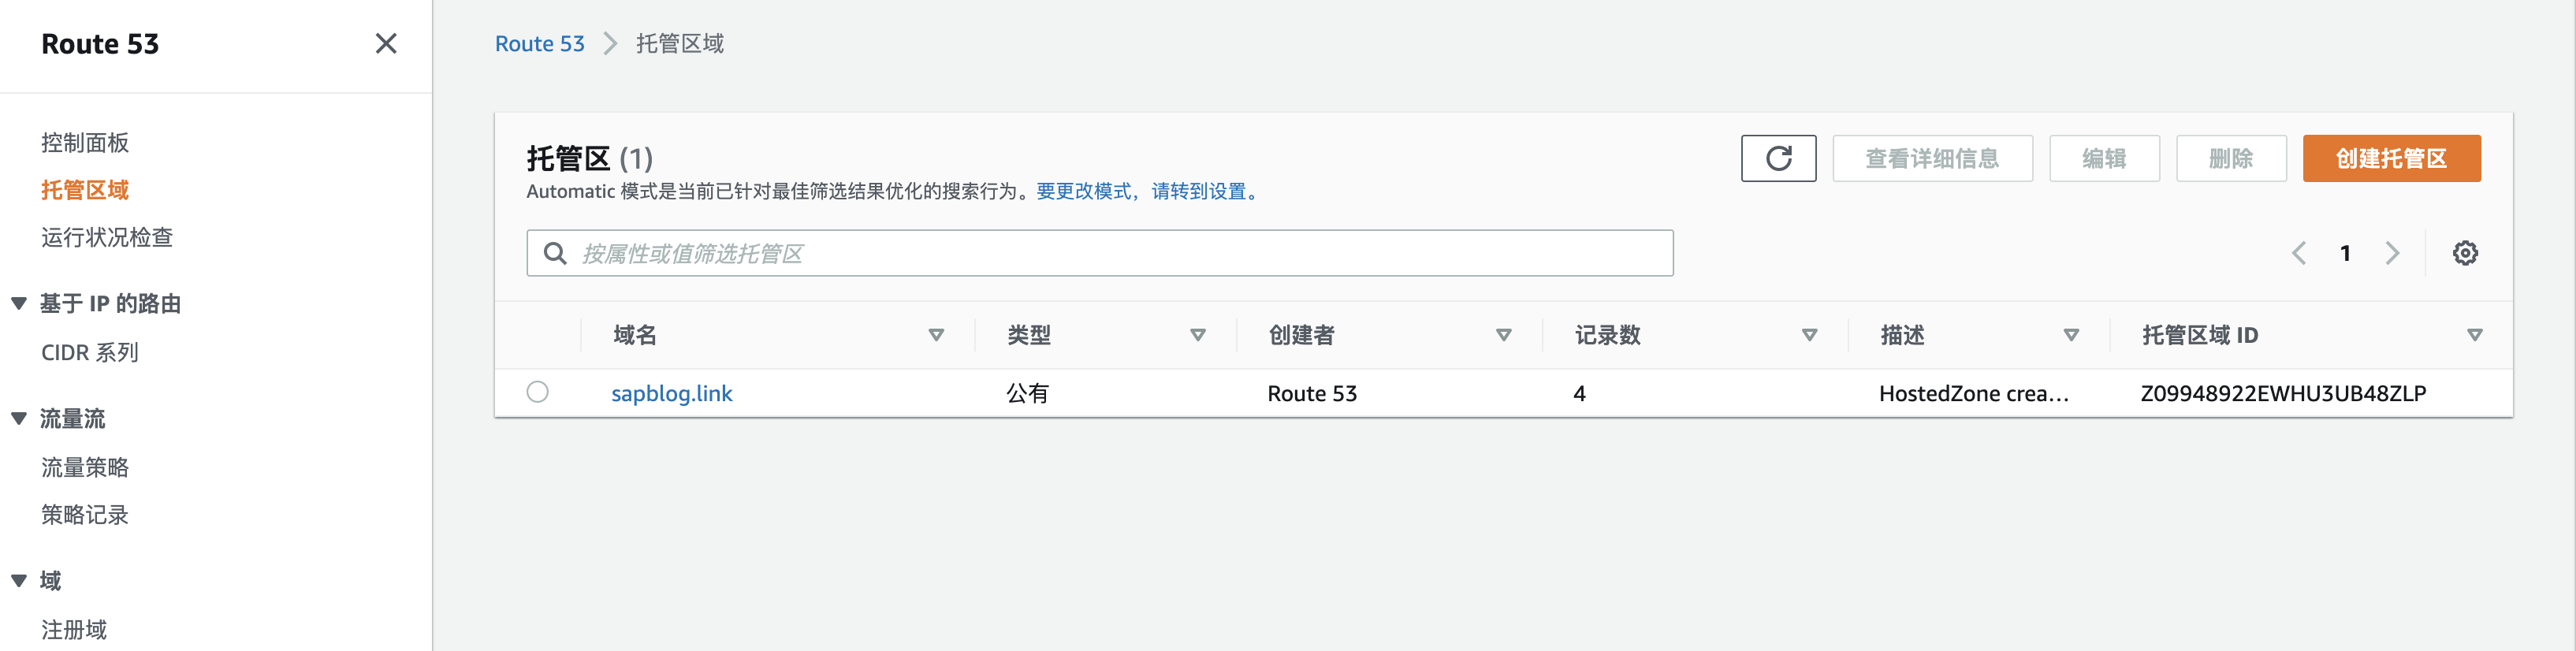 Route 53
控制面板
托管区域
运行状况检查
基于 IP 的路由
CIDR 系列
流量流
流量策略
策略记录
域
注册域
Route 53 托管区域
托管区 (1)
Automatic 模式是当前已针对最佳筛选结果优化的搜索行为。要更改模式，请转到设置。
查看详细信息 编辑 删除 创建托管区
按属性或值筛选托管区
1
域名 类型 创建者 记录数 描述 托管区域 ID
sapblog.link 公有 Route 53 4 HostedZone crea... Z09948922EWHU3UB48ZLP